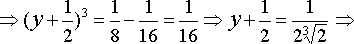 ⇒ (y + 1/2)³ = 1/8 − 1/16 = 1/16 ⇒ y + 1/2 = 1/(2∛2) ⇒